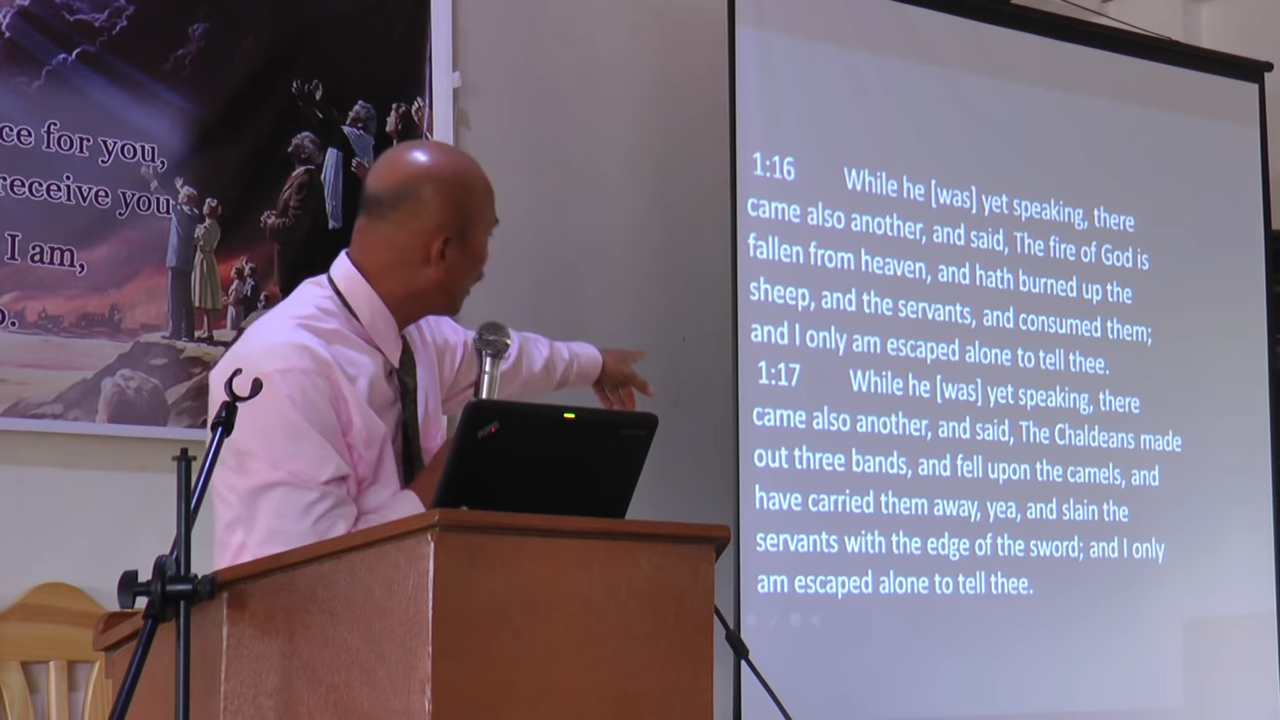 ce for you,
receive you
I am,
1:16 While he [was] yet speaking, there
came also another, and said, The fire of God is
fallen from heaven, and hath burned up the
sheep, and the servants, and consumed them;
and I only am escaped alone to tell thee.
1:17 While he [was] yet speaking, there
came also another, and said, The Chaldeans made
out three bands, and fell upon the camels, and
have carried them away, yea, and slain the
servants with the edge of the sword; and I only
am escaped alone to tell thee.